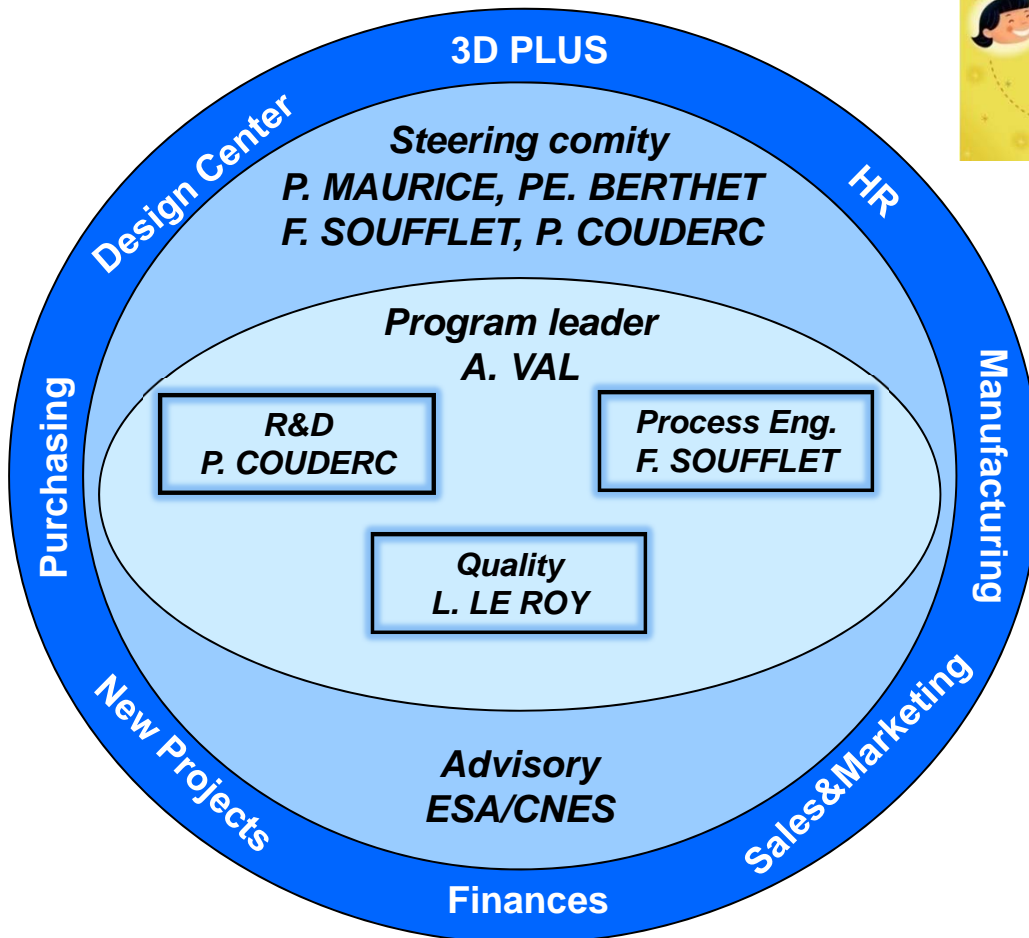 3D PLUS
Design Center
HR
Steering comity
P. MAURICE, PE. BERTHET
F. SOUFFLET, P. COUDERC
Program leader
A. VAL
Purchasing
Manufacturing
R&D
P. COUDERC
Process Eng.
F. SOUFFLET
Quality
L. LE ROY
New Projects
Sales&Marketing
Advisory
ESA/CNES
Finances